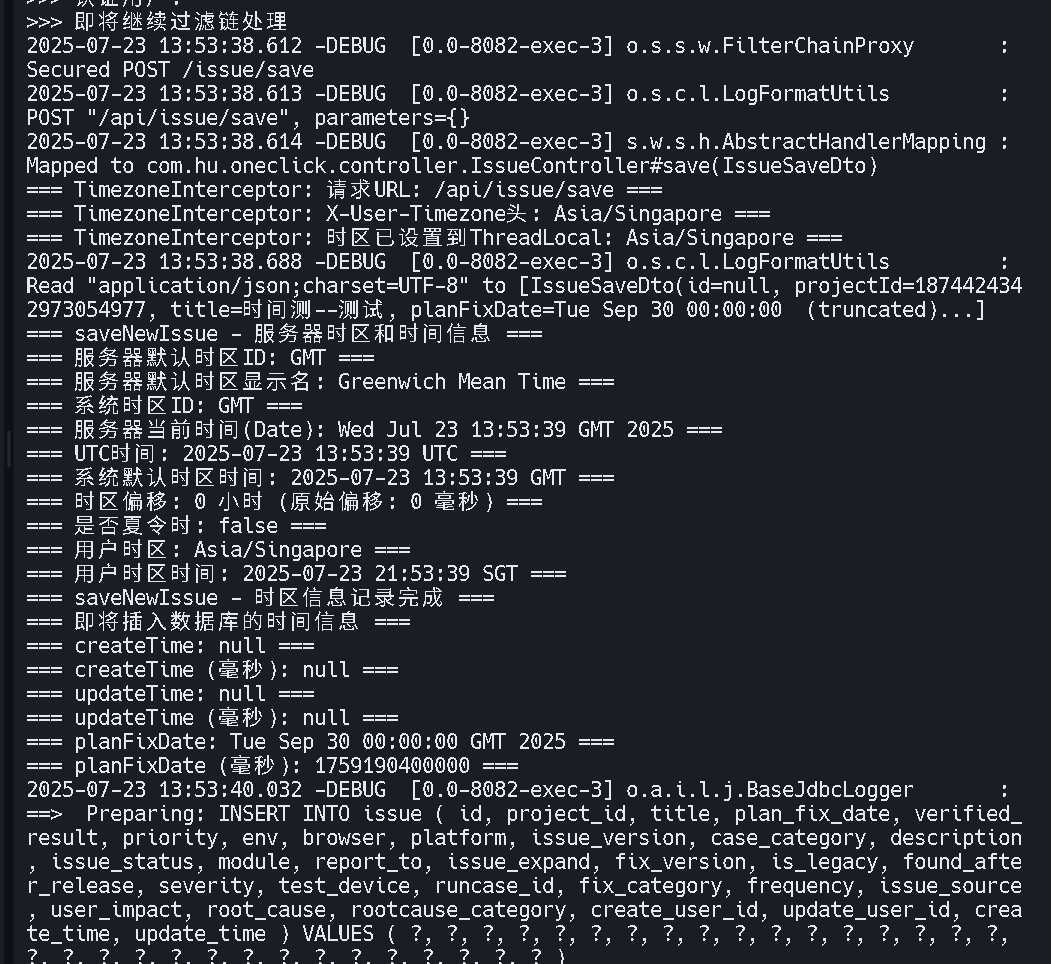 >>> 认证用户:
>>> 即将继续过滤链处理
2025-07-23 13:53:38.612 -DEBUG  [0.0-8082-exec-3] o.s.s.w.FilterChainProxy       :
Secured POST /issue/save
2025-07-23 13:53:38.613 -DEBUG  [0.0-8082-exec-3] o.s.c.l.LogFormatUtils         :
POST "/api/issue/save", parameters={}
2025-07-23 13:53:38.614 -DEBUG  [0.0-8082-exec-3] s.w.s.h.AbstractHandlerMapping :
Mapped to com.hu.oneclick.controller.IssueController#save(IssueSaveDto)
=== TimezoneInterceptor: 请求URL: /api/issue/save ===
=== TimezoneInterceptor: X-User-Timezone头: Asia/Singapore ===
=== TimezoneInterceptor: 时区已设置到ThreadLocal: Asia/Singapore ===
2025-07-23 13:53:38.688 -DEBUG  [0.0-8082-exec-3] o.s.c.l.LogFormatUtils         :
Read "application/json;charset=UTF-8" to [IssueSaveDto(id=null, projectId=187442434
2973054977, title=时间测--测试, planFixDate=Tue Sep 30 00:00:00  (truncated)...]
=== saveNewIssue - 服务器时区和时间信息 ===
=== 服务器默认时区ID: GMT ===
=== 服务器默认时区显示名: Greenwich Mean Time ===
=== 系统时区ID: GMT ===
=== 服务器当前时间(Date): Wed Jul 23 13:53:39 GMT 2025 ===
=== UTC时间: 2025-07-23 13:53:39 UTC ===
=== 系统默认时区时间: 2025-07-23 13:53:39 GMT ===
=== 时区偏移: 0 小时 (原始偏移: 0 毫秒) ===
=== 是否夏令时: false ===
=== 用户时区: Asia/Singapore ===
=== 用户时区时间: 2025-07-23 21:53:39 SGT ===
=== saveNewIssue - 时区信息记录完成 ===
=== 即将插入数据库的时间信息 ===
=== createTime: null ===
=== createTime (毫秒): null ===
=== updateTime: null ===
=== updateTime (毫秒): null ===
=== planFixDate: Tue Sep 30 00:00:00 GMT 2025 ===
=== planFixDate (毫秒): 1759190400000 ===
2025-07-23 13:53:40.032 -DEBUG  [0.0-8082-exec-3] o.a.i.l.j.BaseJdbcLogger       :
==>  Preparing: INSERT INTO issue ( id, project_id, title, plan_fix_date, verified_
result, priority, env, browser, platform, issue_version, case_category, description
, issue_status, module, report_to, issue_expand, fix_version, is_legacy, found_afte
r_release, severity, test_device, runcase_id, fix_category, frequency, issue_source
, user_impact, root_cause, rootcause_category, create_user_id, update_user_id, crea
te_time, update_time ) VALUES ( ?, ?, ?, ?, ?, ?, ?, ?, ?, ?, ?, ?, ?, ?, ?, ?, ?,
?, ?, ?, ?, ?, ?, ?, ?, ?, ?, ?, ?, ?, ?, ? )